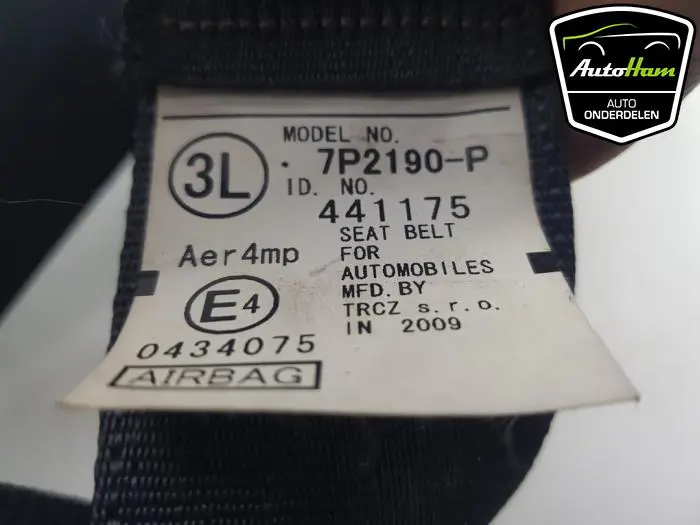 AutoHam
AUTO
ONDERDELEN
MODEL NO.
3L
7P2190-P
ID. NO.
441175
SEAT BELT
FOR
AUTOMOBILES
MFD. BY
TRCZ s.r.o.
IN 2009
Aer4mp
E4
0434075
AIRBAG